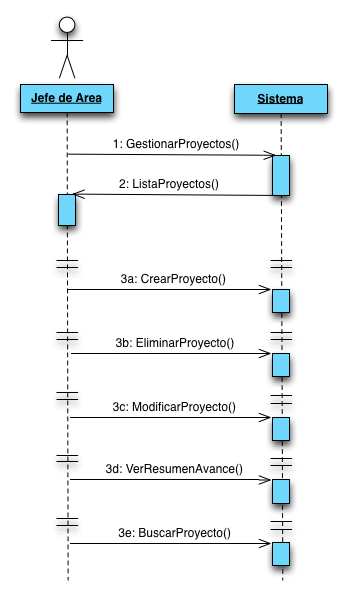 Jefe de Area
Sistema
1: GestionarProyectos()
2: ListaProyectos()
3a: CrearProyecto()
3b: EliminarProyecto()
3c: ModificarProyecto()
3d: VerResumenAvance()
3e: BuscarProyecto()